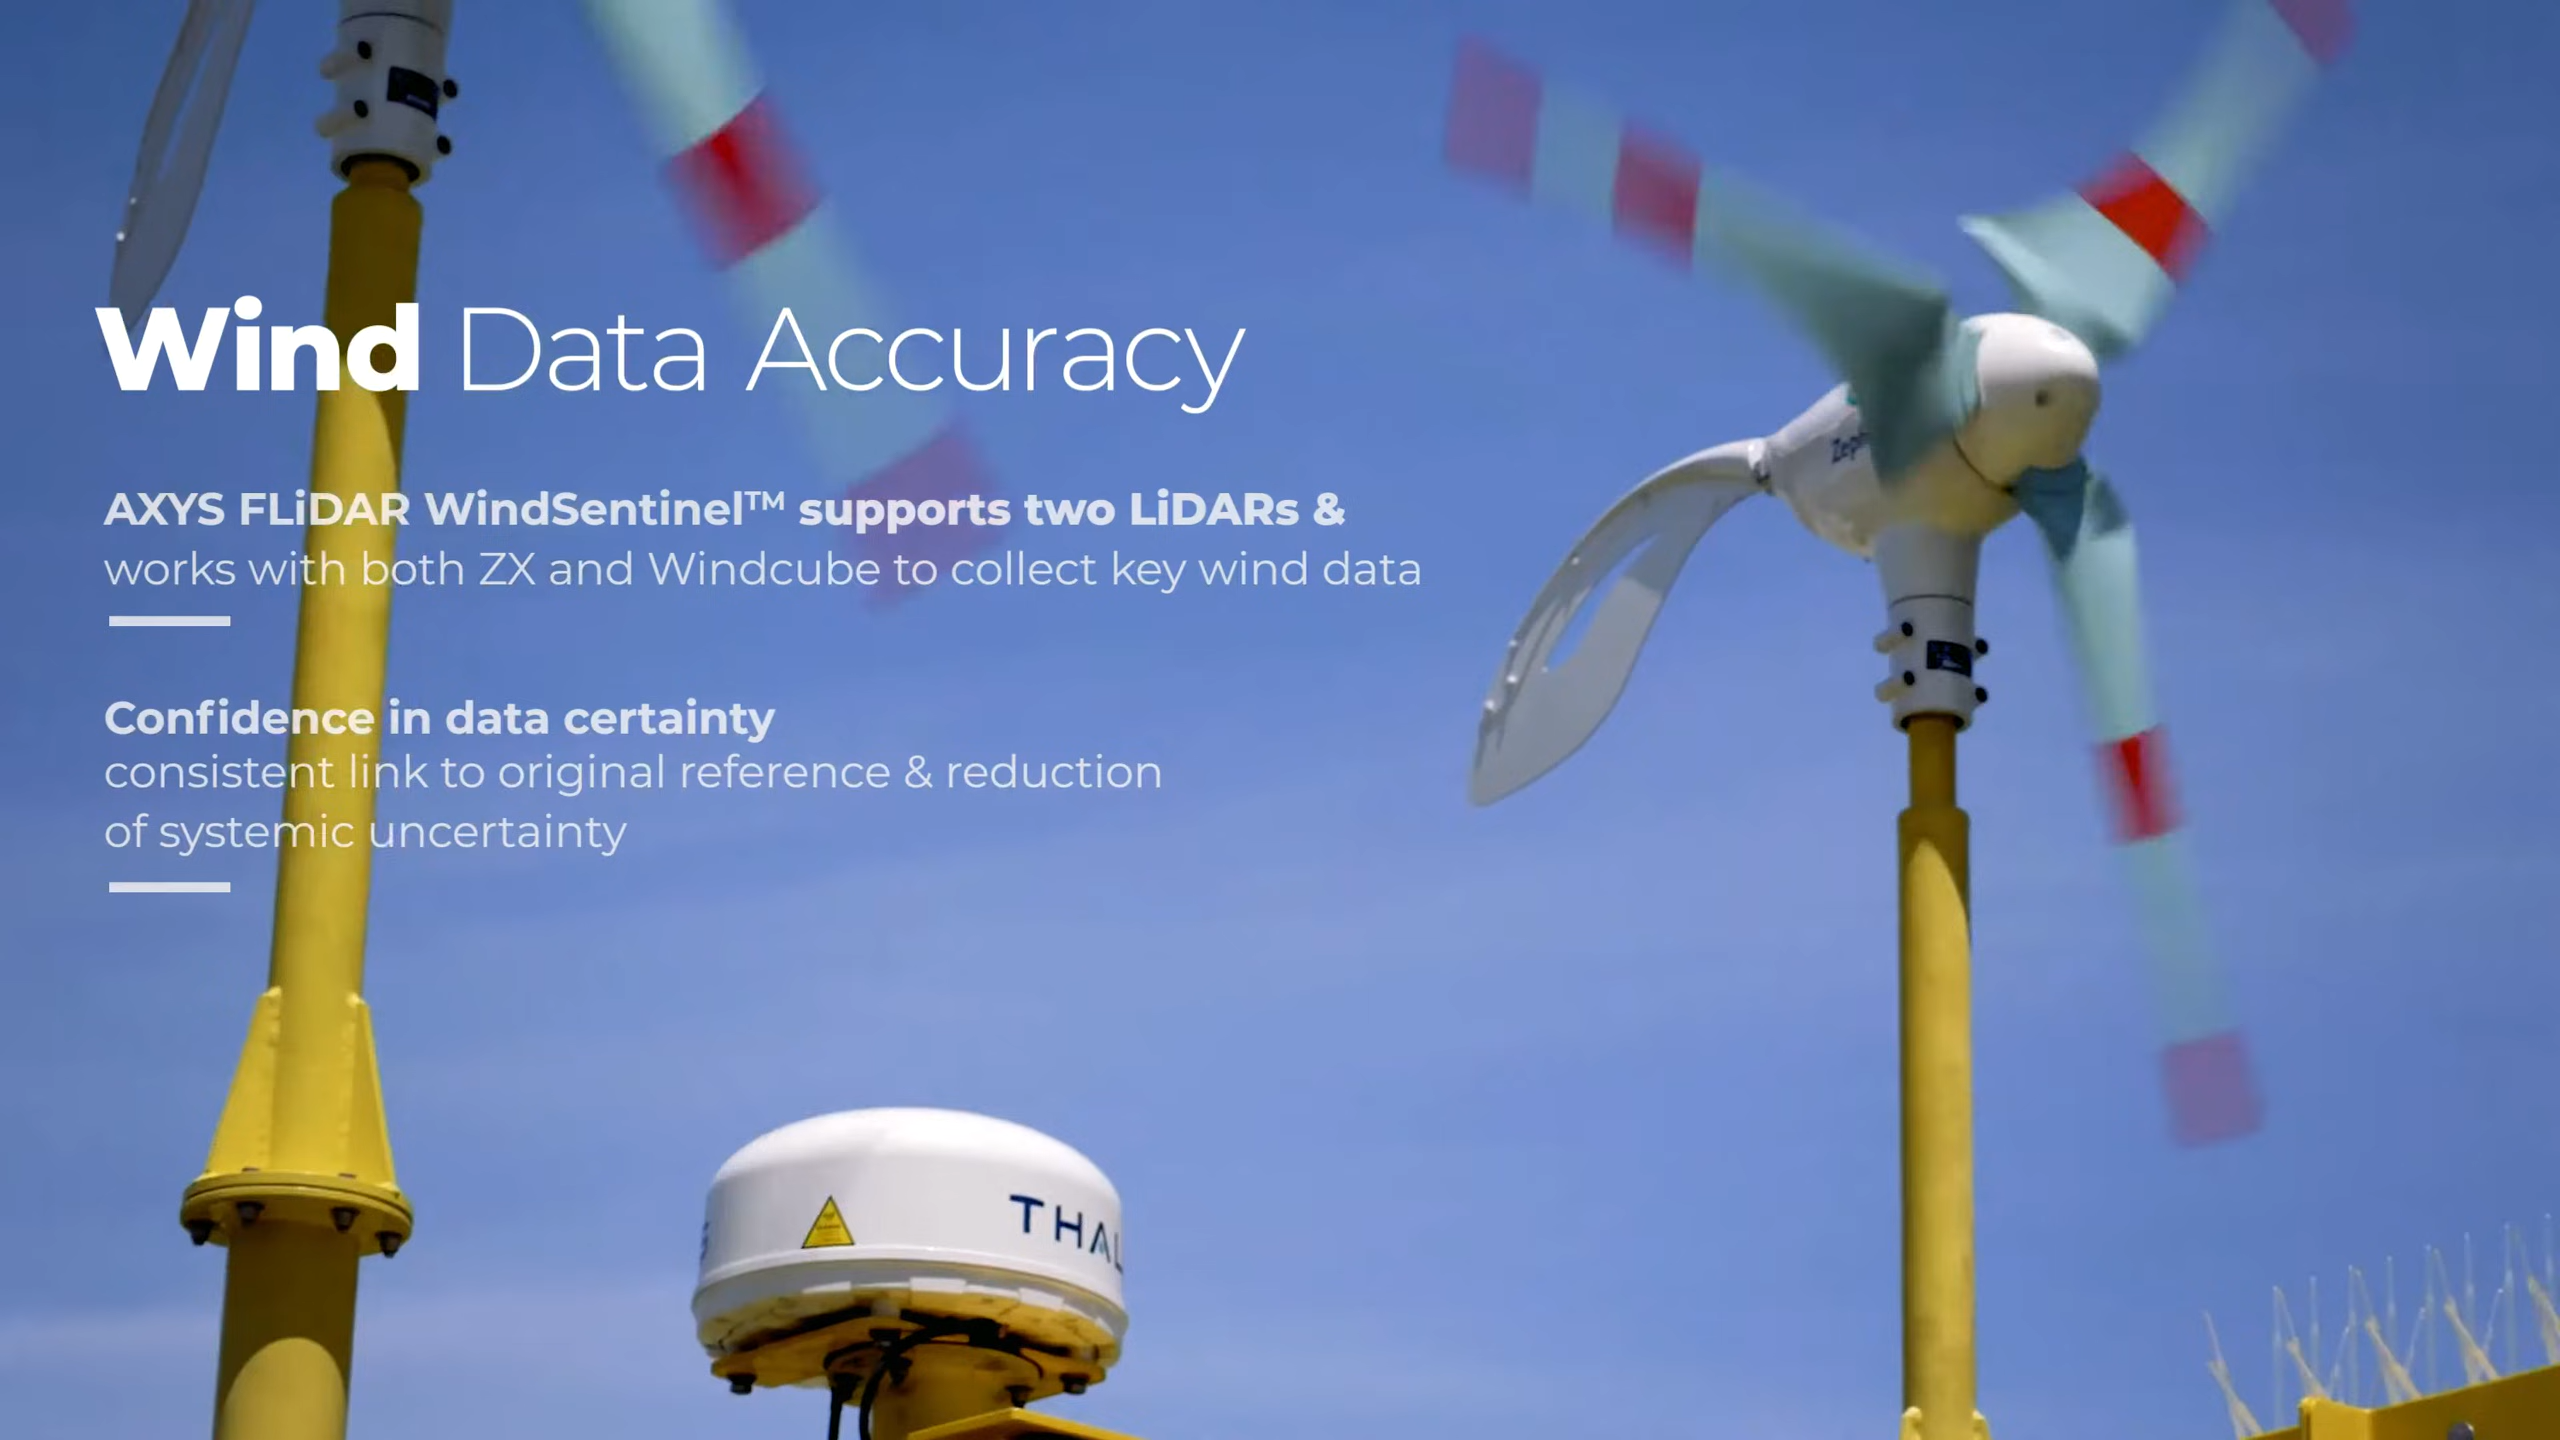 Wind Data Accuracy
AXYS FLiDAR WindSentinel™ supports two LiDARs &
works with both ZX and Windcube to collect key wind data
Confidence in data certainty
consistent link to original reference & reduction
of systemic uncertainty
Zep
THAL